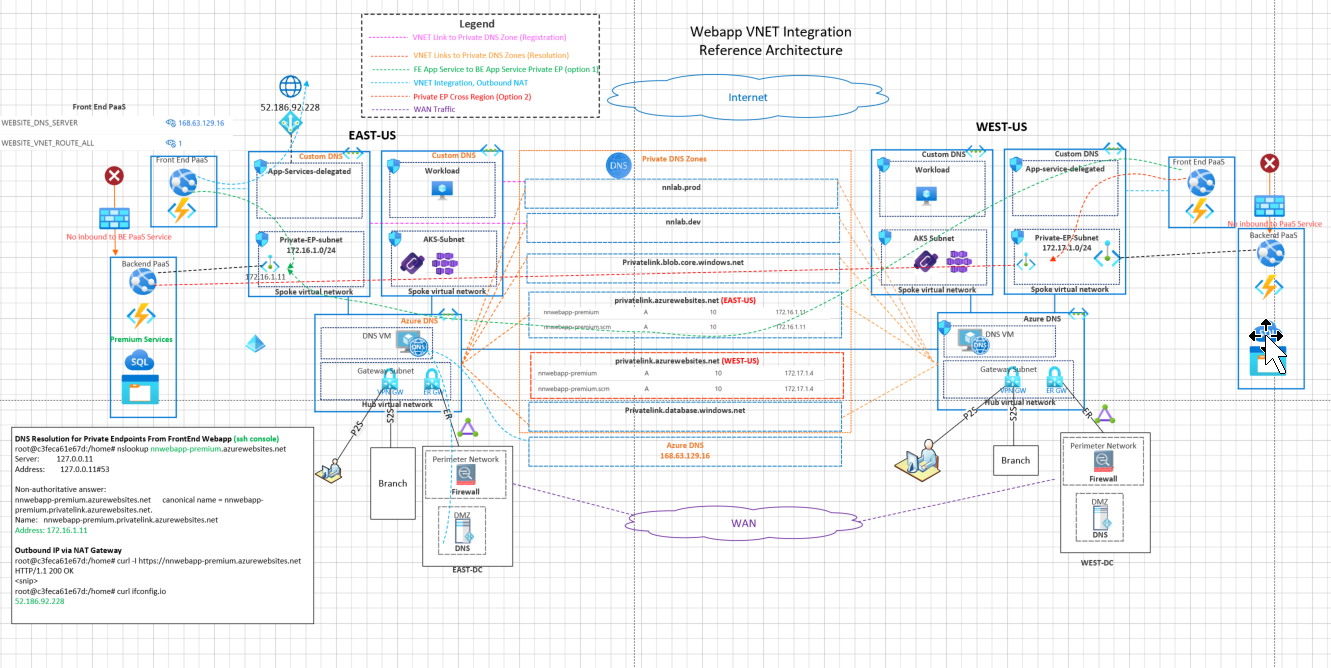 Legend
VNET Link to Private DNS Zone (Registration)
VNET Links to Private DNS Zones (Resolution)
FE App Service to BE App Service Private EP (option 1)
VNET Integration, Outbound NAT
Private EP Cross Region (Option 2)
WAN Traffic
Webapp VNET Integration
Reference Architecture
Internet
52.186.92.228
Front End PaaS
WEBSITE_DNS_SERVER
168.63.129.16
WEBSITE_VNET_ROUTE_ALL
1
EAST-US
WEST-US
Front End PaaS
Custom DNS
App-Services-delegated
Private-EP-subnet
172.16.1.0/24
172.16.1.11
Spoke virtual network
Custom DNS
Workload
AKS-Subnet
Spoke virtual network
No inbound to BE PaaS Service
Backend PaaS
Premium Services
SQL
Azure DNS
DNS VM
DNS
Gateway Subnet
VPN GW
ER GW
Hub virtual network
P2S
S2S
ER
Branch
Perimeter Network
Firewall
DMZ
DNS
EAST-DC
DNS
Private DNS Zones
nnlab.prod
nnlab.dev
Privatelink.blob.core.windows.net
privatelink.azurewebsites.net (EAST-US)
nnwebapp-premium A 10 172.16.1.11
nnwebapp-premium.scm A 10 172.16.1.11
privatelink.azurewebsites.net (WEST-US)
nnwebapp-premium A 10 172.17.1.4
nnwebapp-premium.scm A 10 172.17.1.4
Privatelink.database.windows.net
Azure DNS
168.63.129.16
WAN
Custom DNS
Workload
AKS Subnet
Spoke virtual network
Custom DNS
App-service-delegated
Private-EP-Subnet
172.17.1.0/24
Spoke virtual network
Front End PaaS
No inbound to PaaS Service
Backend PaaS
Azure DNS
DNS VM
DNS
Gateway Subnet
VPN GW
ER GW
Hub virtual network
P2S
S2S
ER
Branch
Perimeter Network
Firewall
DMZ
DNS
WEST-DC
DNS Resolution for Private Endpoints From FrontEnd Webapp (ssh console)
root@c3feca61e67d:/home# nslookup nnwebapp-premium.azurewebsites.net
Server: 127.0.0.11
Address: 127.0.0.11#53
Non-authoritative answer:
nnwebapp-premium.azurewebsites.net canonical name = nnwebapp-
premium.privatelink.azurewebsites.net.
Name: nnwebapp-premium.privatelink.azurewebsites.net
Address: 172.16.1.11
Outbound IP via NAT Gateway
root@c3feca61e67d:/home# curl -I https://nnwebapp-premium.azurewebsites.net
HTTP/1.1 200 OK
<snip>
root@c3feca61e67d:/home# curl ifconfig.io
52.186.92.228